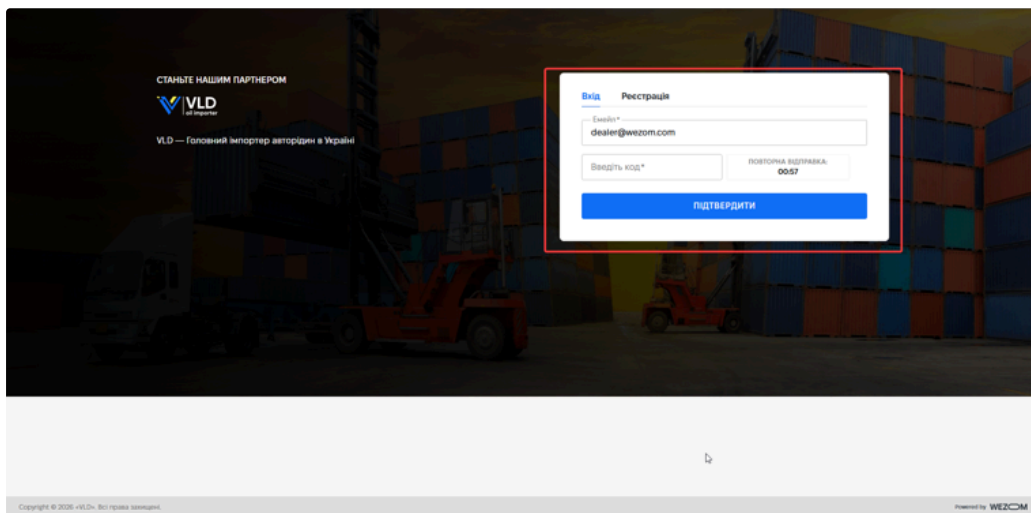 СТАНЬТЕ НАШИМ ПАРТНЕРОМ
VLD
oil importer
VLD — Головний імпортер авторідин в Україні
Вхід Реєстрація
Емейл*
dealer@wezom.com
Введіть код*
ПОВТОРНА ВІДПРАВКА:
00:57
ПІДТВЕРДИТИ
Copyright © 2026 «VLD». Всі права захищені.
Powered by WEZOM